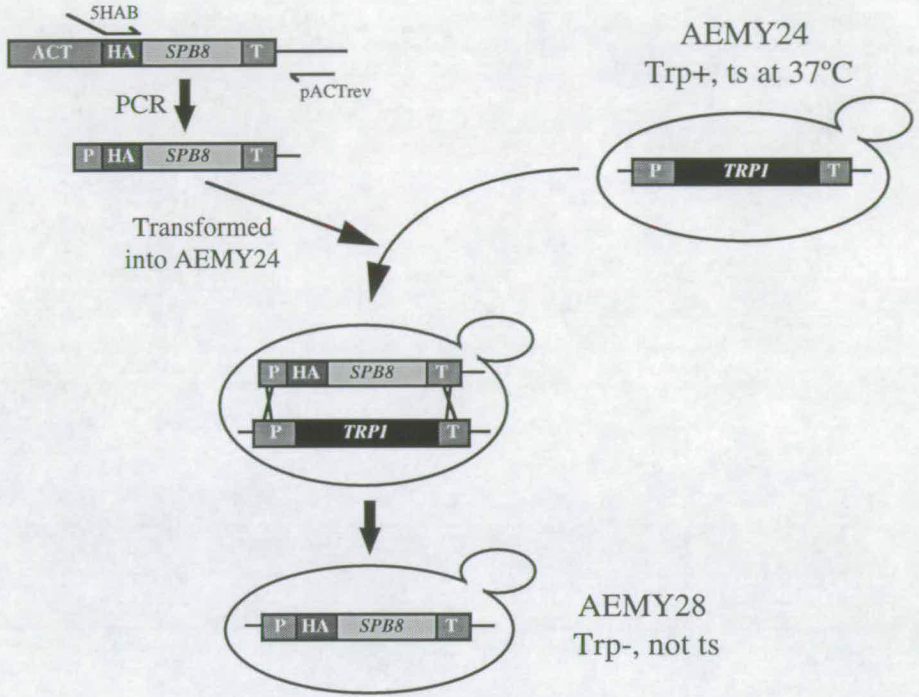 5HAB
ACT HA SPB8 T
pACTrev
PCR
P HA SPB8 T
Transformed
into AEMY24
AEMY24
Trp+, ts at 37ºC
P TRP1 T
P HA SPB8 T
P TRP1 T
P HA SPB8 T
AEMY28
Trp-, not ts